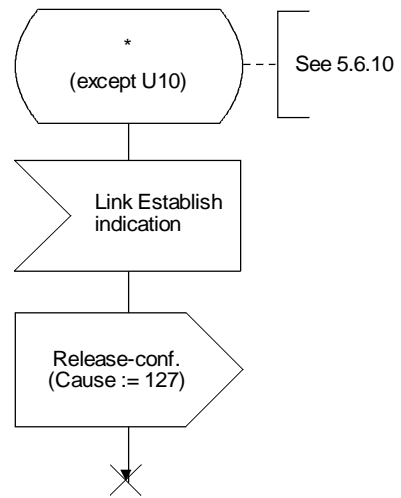 *
(except U10)
See 5.6.10
Link Establish
indication
Release-conf.
(Cause := 127)